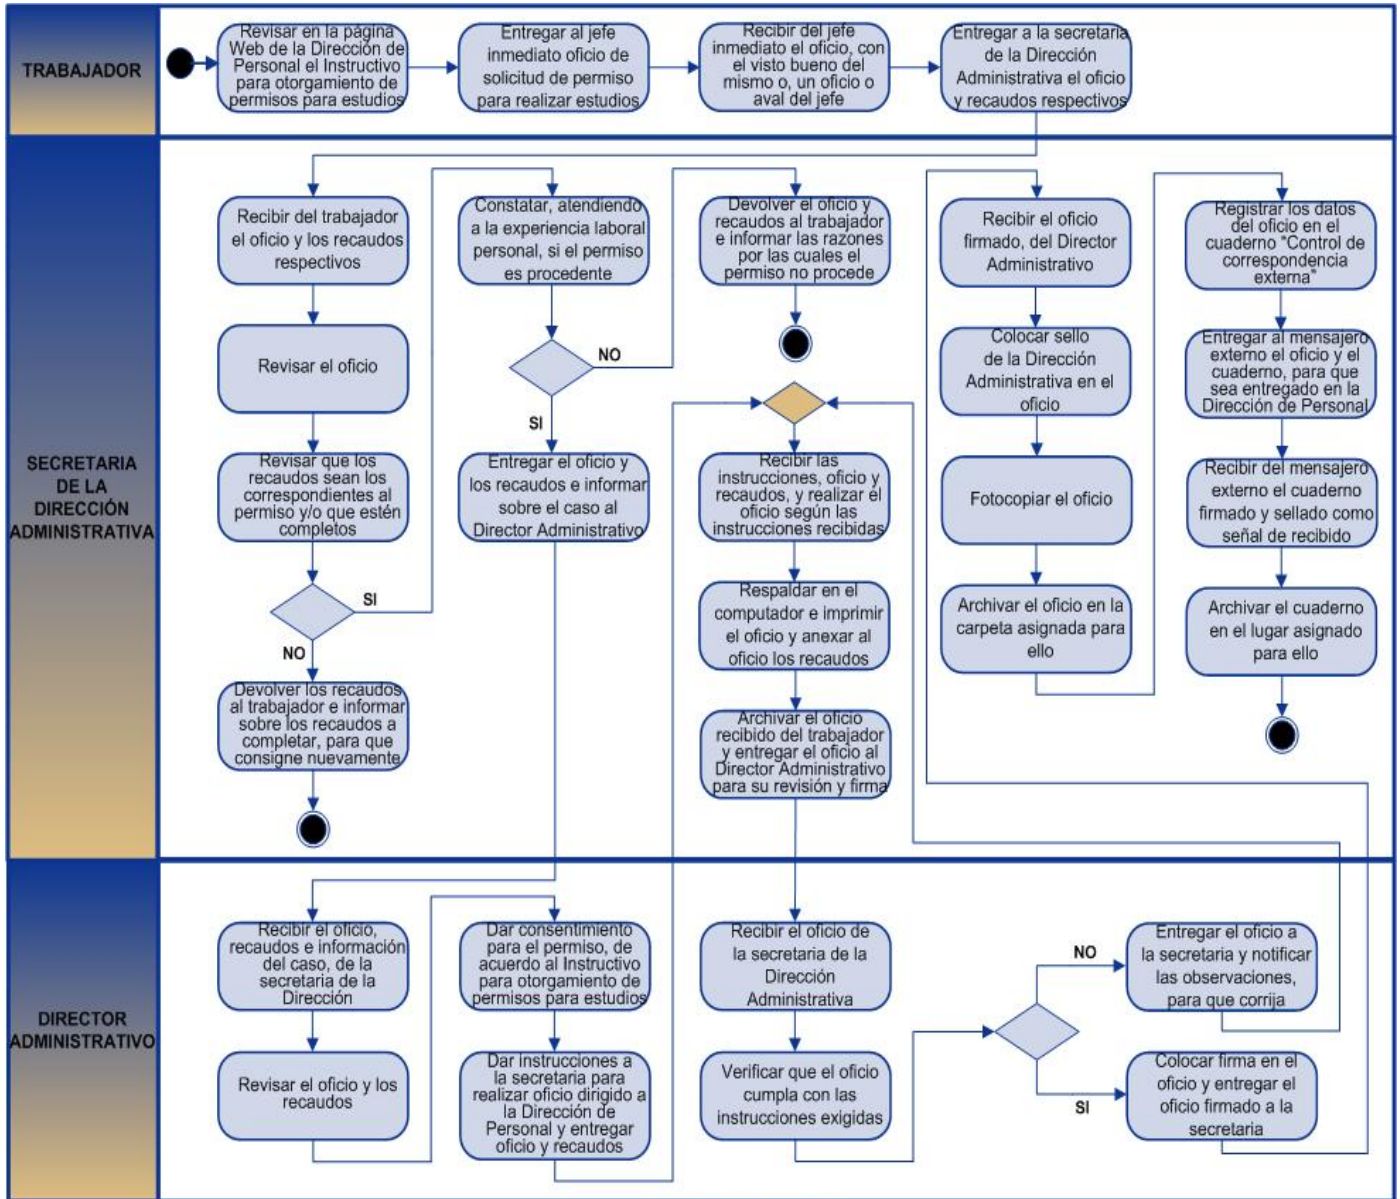 TRABAJADOR
Revisar en la página
Web de la Dirección de
Personal el Instructivo
para otorgamiento de
permisos para estudios
Entregar al jefe
inmediato oficio de
solicitud de permiso
para realizar estudios
Recibir del jefe
inmediato el oficio, con
el visto bueno del
mismo o, un oficio o
aval del jefe
Entregar a la secretaria
de la Dirección
Administrativa el oficio
y recaudos respectivos
SECRETARIA
DE LA
DIRECCIÓN
ADMINISTRATIVA
Recibir del trabajador
el oficio y los recaudos
respectivos
Revisar el oficio
Revisar que los
recaudos sean los
correspondientes al
permiso y/o que estén
completos
SI
NO
Devolver los recaudos
al trabajador e informar
sobre los recaudos a
completar, para que
consigne nuevamente
Constatar, atendiendo
a la experiencia laboral
personal, si el permiso
es procedente
NO
SI
Entregar el oficio y
los recaudos e informar
sobre el caso al
Director Administrativo
Devolver el oficio y
recaudos al trabajador
e informar las razones
por las cuales el
permiso no procede
Recibir las
instrucciones, oficio y
recaudos, y realizar el
oficio según las
instrucciones recibidas
Respaldar en el
computador e imprimir
el oficio y anexar al
oficio los recaudos
Archivar el oficio
recibido del trabajador
y entregar el oficio al
Director Administrativo
para su revisión y firma
Recibir el oficio
firmado, del Director
Administrativo
Colocar sello
de la Dirección
Administrativa en el
oficio
Fotocopiar el oficio
Archivar el oficio en la
carpeta asignada para
ello
Registrar los datos
del oficio en el
cuaderno "Control de
correspondencia
externa"
Entregar al mensajero
externo el oficio y el
cuaderno, para que
sea entregado en la
Dirección de Personal
Recibir del mensajero
externo el cuaderno
firmado y sellado como
señal de recibido
Archivar el cuaderno
en el lugar asignado
para ello
DIRECTOR
ADMINISTRATIVO
Recibir el oficio,
recaudos e información
del caso, de la
secretaria de la
Dirección
Revisar el oficio y los
recaudos
Dar consentimiento
para el permiso, de
acuerdo al Instructivo
para otorgamiento de
permisos para estudios
Dar instrucciones a
la secretaria para
realizar oficio dirigido a
la Dirección de
Personal y entregar
oficio y recaudos
Recibir el oficio de
la secretaria de la
Dirección
Administrativa
Verificar que el oficio
cumpla con las
instrucciones exigidas
NO
SI
Entregar el oficio a
la secretaria y notificar
las observaciones,
para que corrija
Colocar firma en el
oficio y entregar el
oficio firmado a la
secretaria